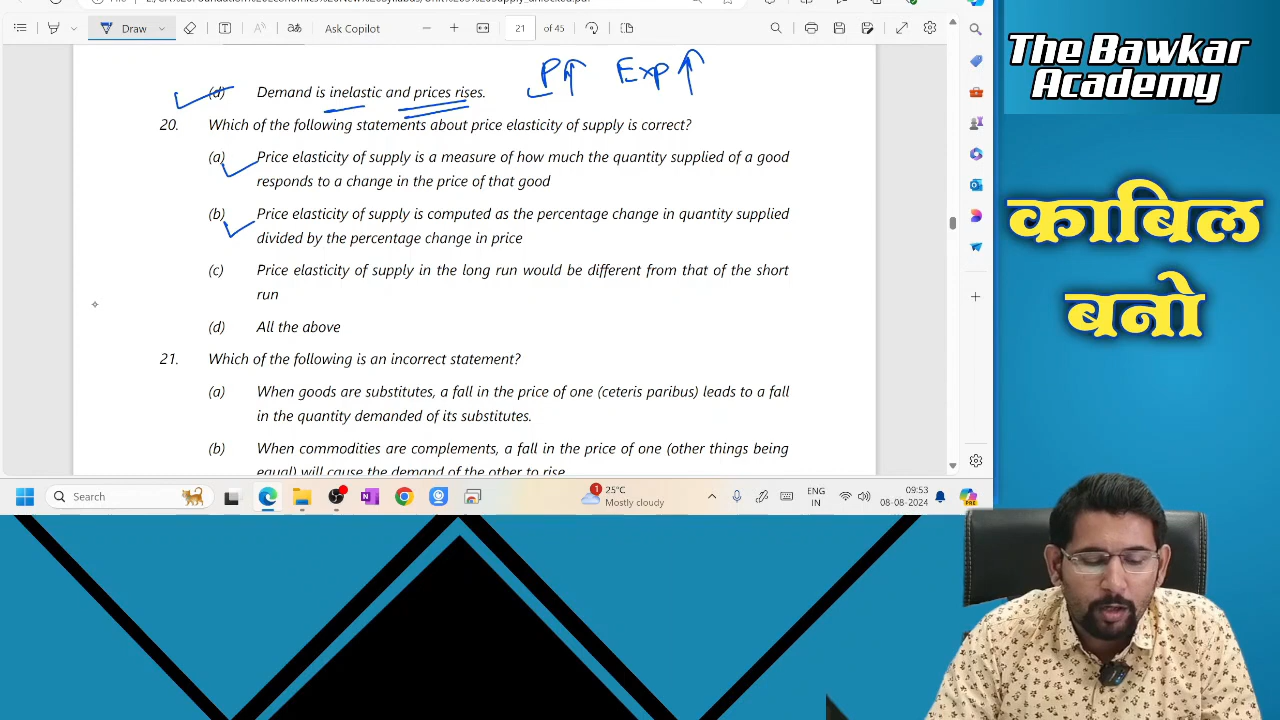 Draw
Ask Copilot
21
of 45
The Bawkar
Academy
P↑ Exp ↑
(d) Demand is inelastic and prices rises.
20. Which of the following statements about price elasticity of supply is correct?
(a) Price elasticity of supply is a measure of how much the quantity supplied of a good
responds to a change in the price of that good
(b) Price elasticity of supply is computed as the percentage change in quantity supplied
divided by the percentage change in price
(c) Price elasticity of supply in the long run would be different from that of the short
run
(d) All the above
21. Which of the following is an incorrect statement?
(a) When goods are substitutes, a fall in the price of one (ceteris paribus) leads to a fall
in the quantity demanded of its substitutes.
(b) When commodities are complements, a fall in the price of one (other things being
equal) will cause the demand of the other to rise
काबिल
बनो
Search
1
25°C
Mostly cloudy
ENG
IN
09:53
08-08-2024